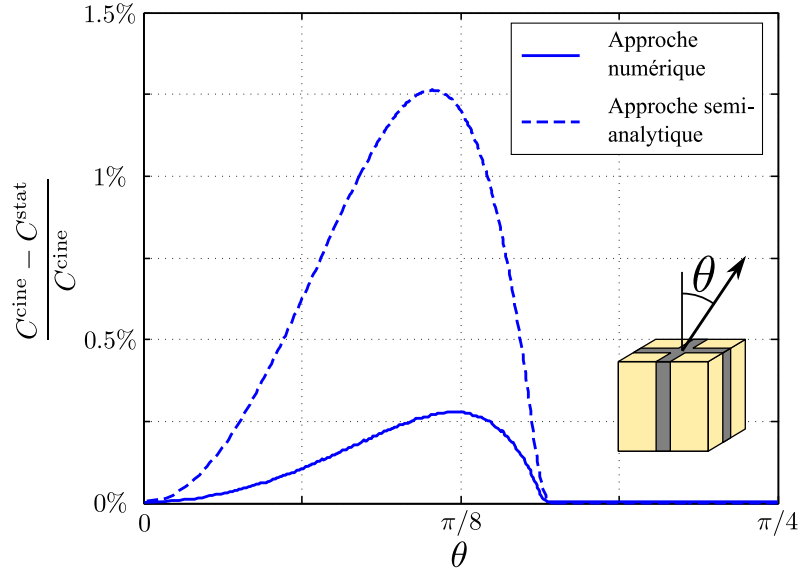 1.5%
1%
0.5%
0%
C^cine − C^stat
C^cine
Approche
numérique
Approche semi-
analytique
θ
0
π/8
π/4
θ